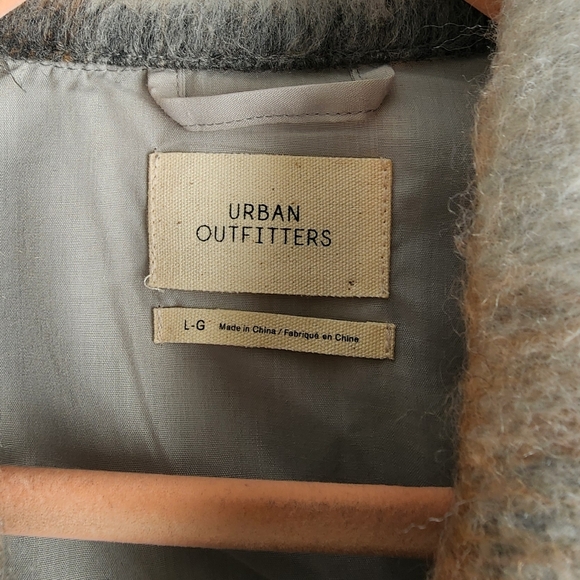 URBAN
OUTFITTERS
L-G Made in China / Fabriqué en Chine